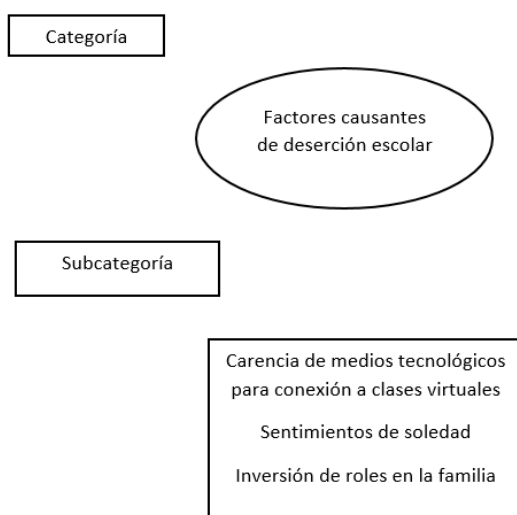 Categoría
Factores causantes
de deserción escolar
Subcategoría
Carencia de medios tecnológicos
para conexión a clases virtuales
Sentimientos de soledad
Inversión de roles en la familia